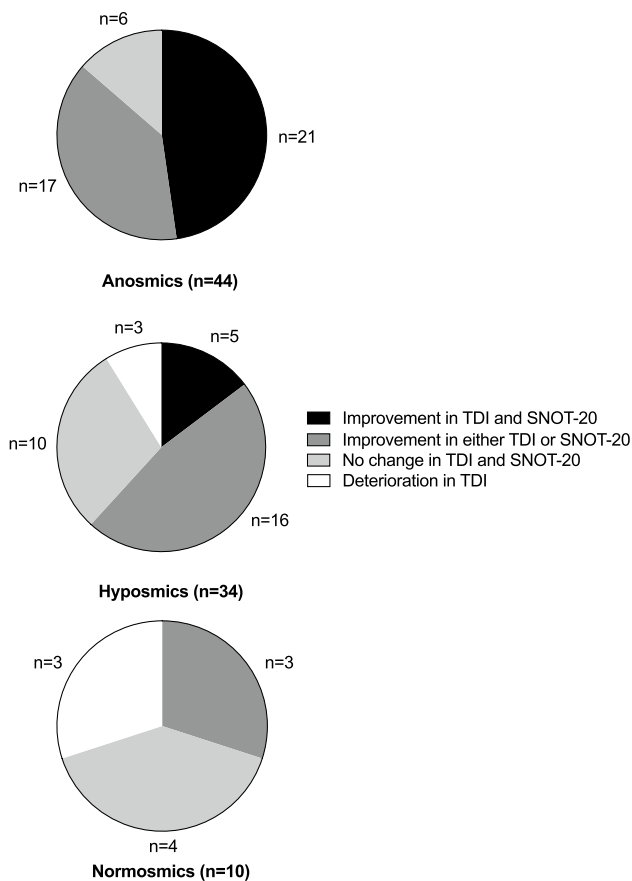 n=6
n=21
n=17
Anosmics (n=44)
n=3
n=5
n=10
n=16
Hyposmics (n=34)
Improvement in TDI and SNOT-20
Improvement in either TDI or SNOT-20
No change in TDI and SNOT-20
Deterioration in TDI
n=3
n=3
n=4
Normosmics (n=10)